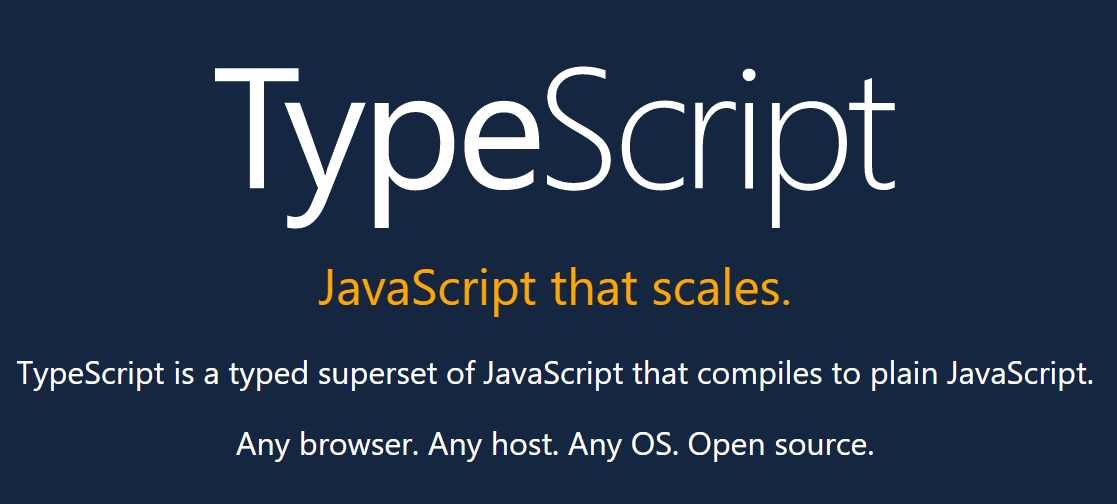 TypeScript
JavaScript that scales.
TypeScript is a typed superset of JavaScript that compiles to plain JavaScript.
Any browser. Any host. Any OS. Open source.